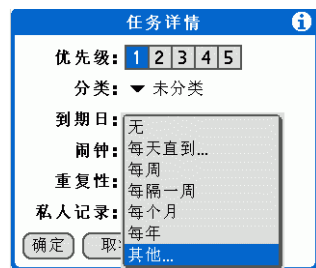 任务详情
优先级: 1 2 3 4 5
分类: 未分类
到期日:
无
每天直到...
闹钟:
每周
重复性:
每隔一周
私人记录:
每个月
每年
确定
其他...